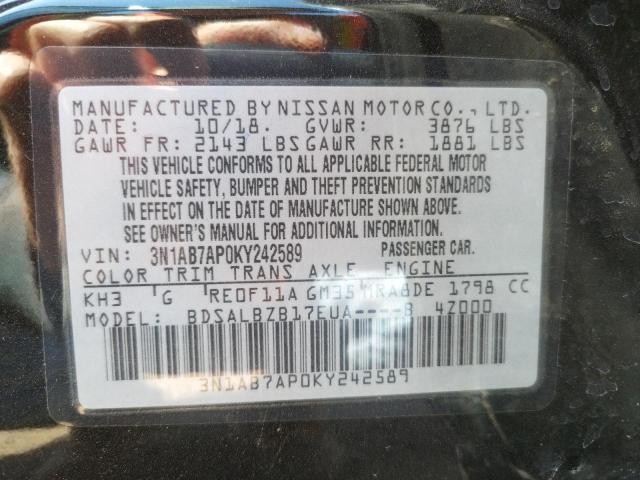 MANUFACTURED BY NISSAN MOTOR CO., LTD.
DATE: 10/18. GVWR: 3876 LBS
GAWR FR: 2143 LBS GAWR RR: 1881 LBS
THIS VEHICLE CONFORMS TO ALL APPLICABLE FEDERAL MOTOR
VEHICLE SAFETY, BUMPER AND THEFT PREVENTION STANDARDS
IN EFFECT ON THE DATE OF MANUFACTURE SHOWN ABOVE.
SEE OWNER'S MANUAL FOR ADDITIONAL INFORMATION.
VIN: 3N1AB7AP0KY242589 PASSENGER CAR.
COLOR TRIM TRANS AXLE ENGINE
KH3 G RE0F11A GM35 MRA8DE 1798 CC
MODEL: BDSALBZB17EUA----B 4Z000
3N1AB7AP0KY242589